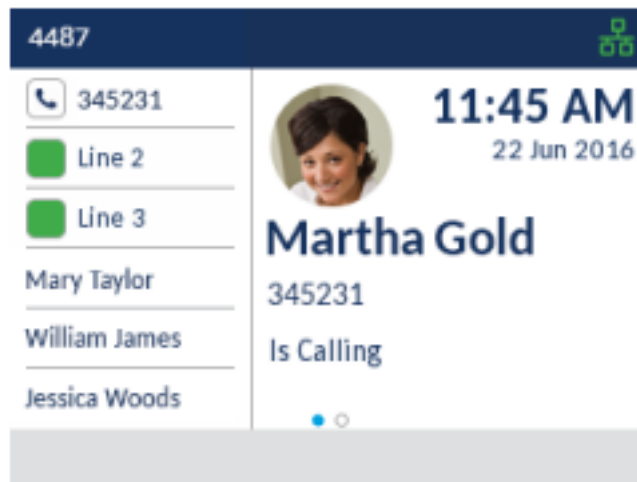 4487
345231
Line 2
Line 3
Mary Taylor
William James
Jessica Woods
11:45 AM
22 Jun 2016
Martha Gold
345231
Is Calling